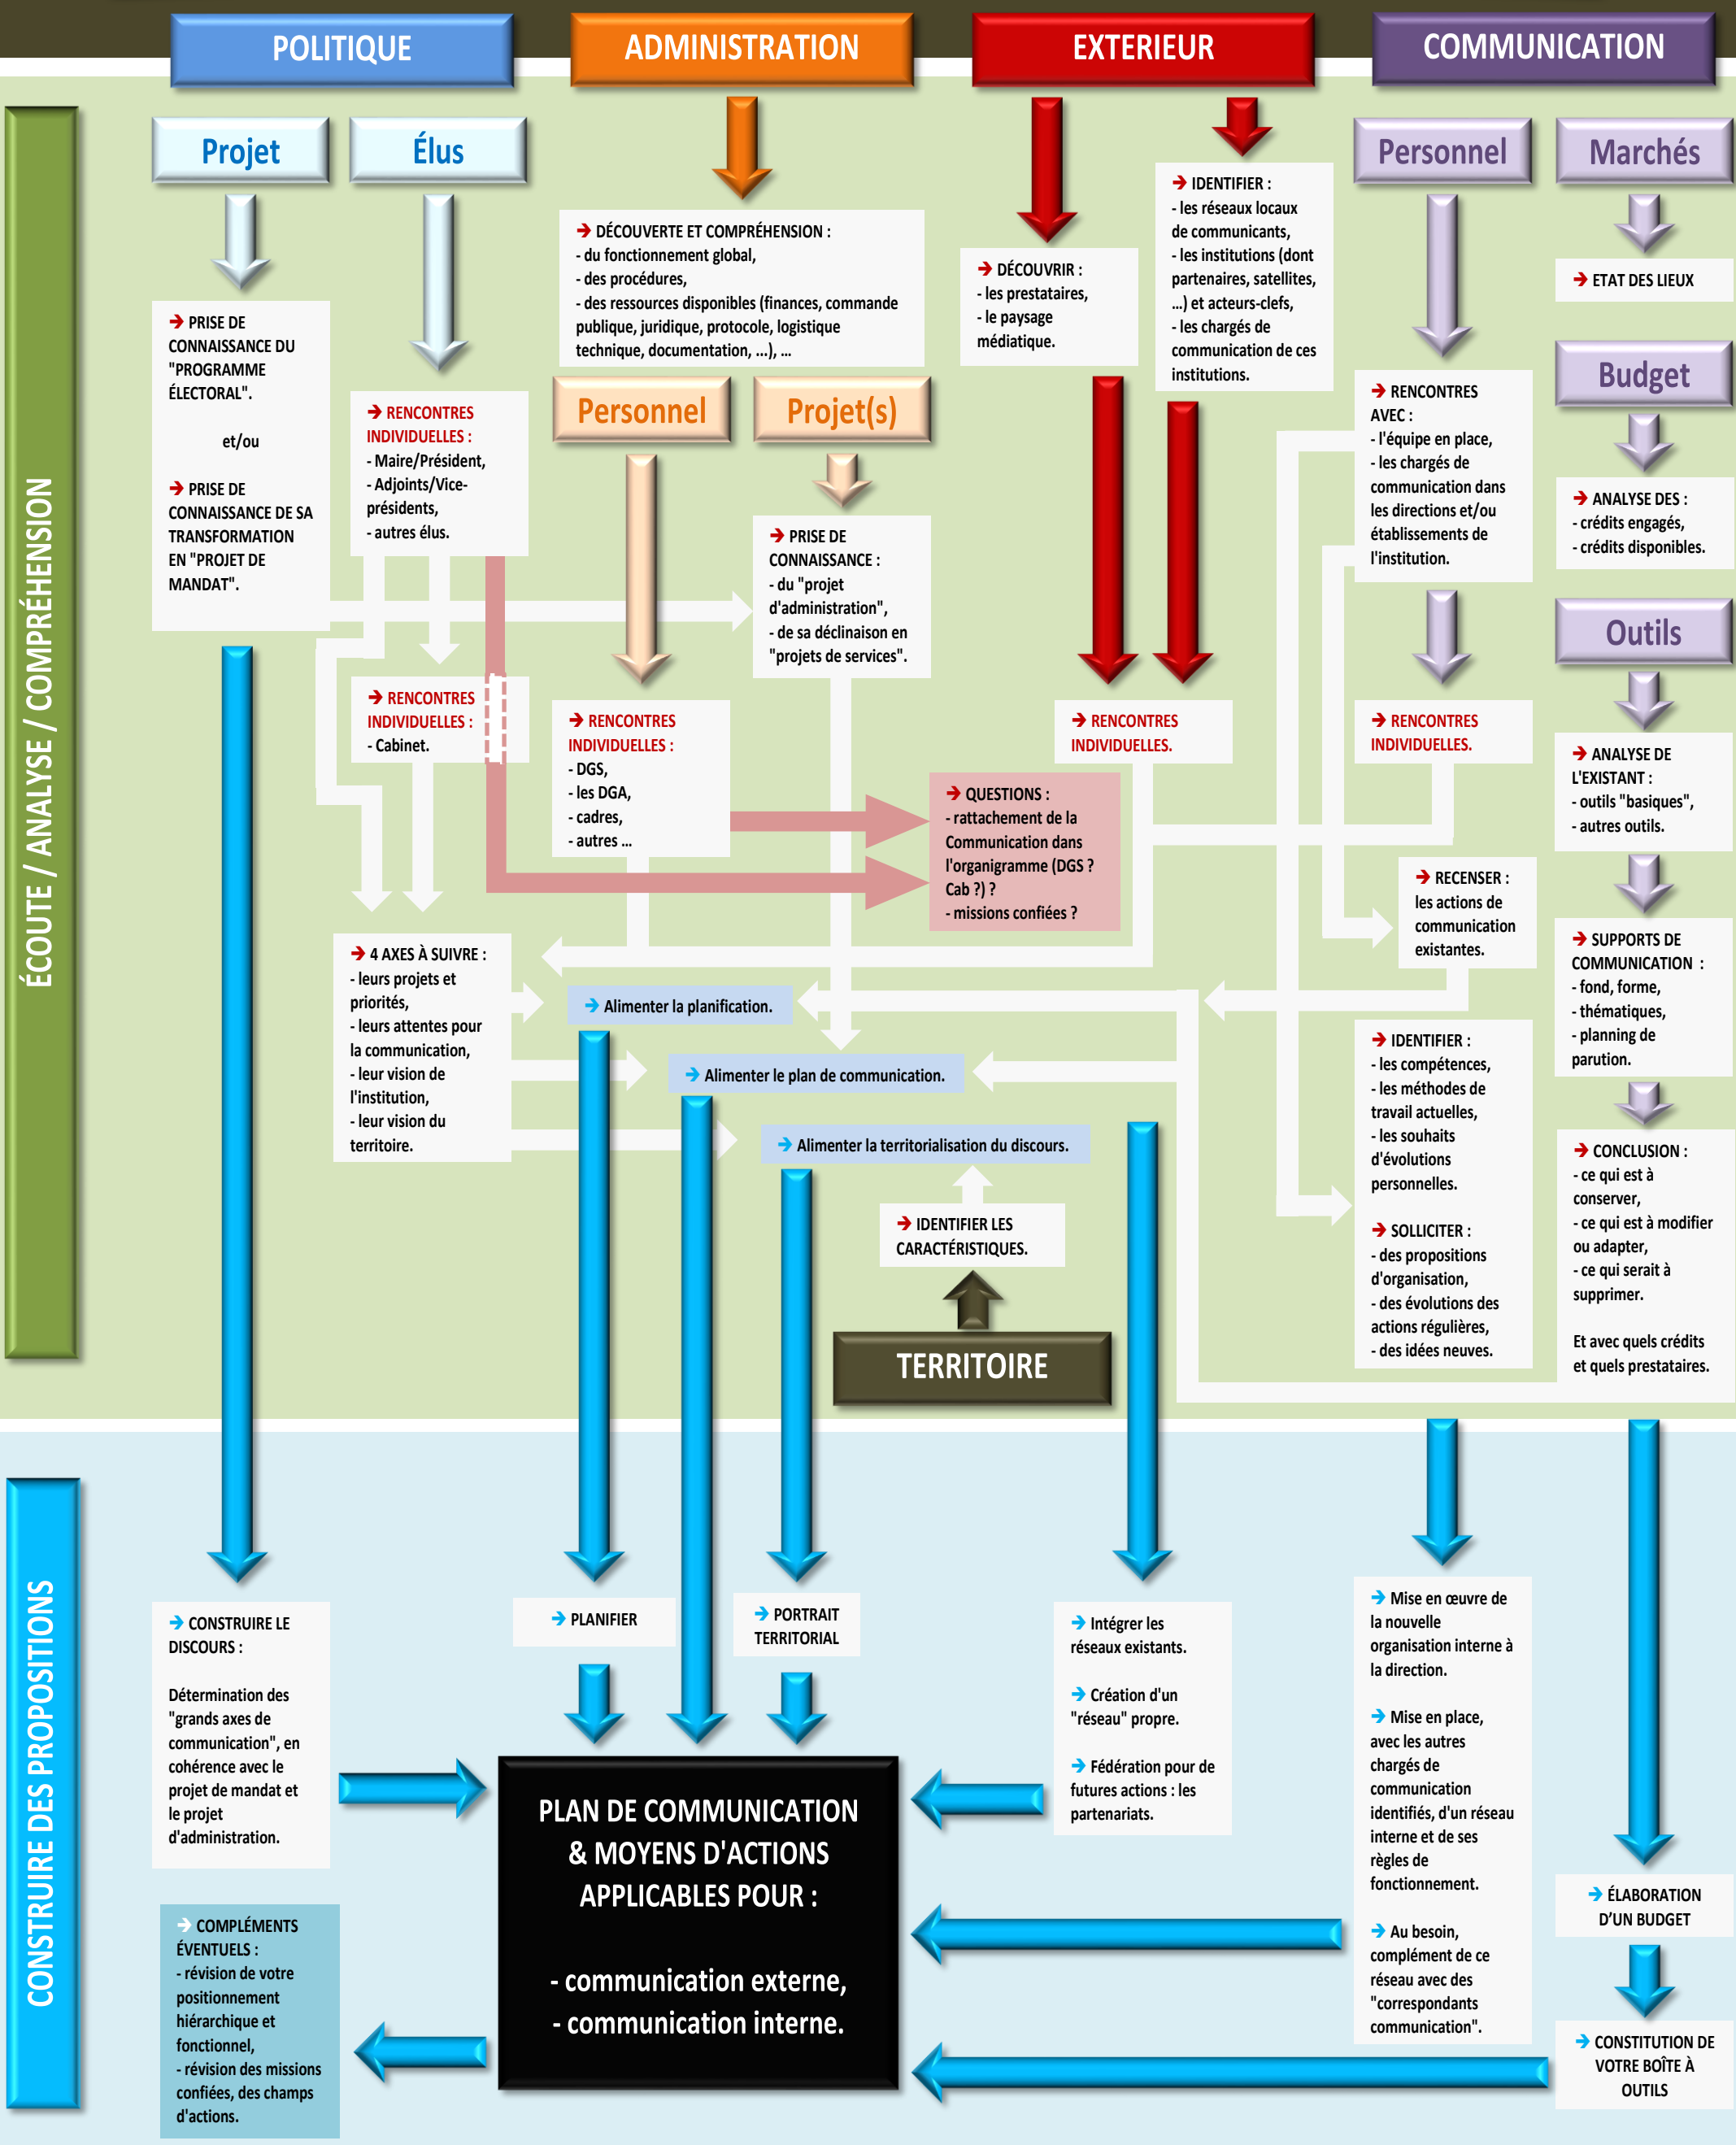 POLITIQUE
ADMINISTRATION
EXTERIEUR
COMMUNICATION
ÉCOUTE / ANALYSE / COMPRÉHENSION
Projet
Élus
➔ PRISE DE
CONNAISSANCE DU
"PROGRAMME
ÉLECTORAL".
et/ou
➔ PRISE DE
CONNAISSANCE DE SA
TRANSFORMATION
EN "PROJET DE
MANDAT".
➔ RENCONTRES
INDIVIDUELLES :
- Maire/Président,
- Adjoints/Vice-
présidents,
- autres élus.
➔ RENCONTRES
INDIVIDUELLES :
- Cabinet.
➔ 4 AXES À SUIVRE :
- leurs projets et
priorités,
- leurs attentes pour
la communication,
- leur vision de
l'institution,
- leur vision du
territoire.
➔ DÉCOUVERTE ET COMPRÉHENSION :
- du fonctionnement global,
- des procédures,
- des ressources disponibles (finances, commande
publique, juridique, protocole, logistique
technique, documentation, ...), ...
Personnel
Projet(s)
➔ PRISE DE
CONNAISSANCE :
- du "projet
d'administration",
- de sa déclinaison en
"projets de services".
➔ RENCONTRES
INDIVIDUELLES :
- DGS,
- les DGA,
- cadres,
- autres ...
➔ DÉCOUVRIR :
- les prestataires,
- le paysage
médiatique.
➔ IDENTIFIER :
- les réseaux locaux
de communicants,
- les institutions (dont
partenaires, satellites,
...) et acteurs-clefs,
- les chargés de
communication de ces
institutions.
➔ RENCONTRES
INDIVIDUELLES.
➔ QUESTIONS :
- rattachement de la
Communication dans
l'organigramme (DGS ?
Cab ?) ?
- missions confiées ?
➔ Alimenter la planification.
➔ Alimenter le plan de communication.
➔ Alimenter la territorialisation du discours.
➔ IDENTIFIER LES
CARACTÉRISTIQUES.
TERRITOIRE
Personnel
➔ RENCONTRES
AVEC :
- l'équipe en place,
- les chargés de
communication dans
les directions et/ou
établissements de
l'institution.
➔ RENCONTRES
INDIVIDUELLES.
➔ RECENSER :
les actions de
communication
existantes.
➔ IDENTIFIER :
- les compétences,
- les méthodes de
travail actuelles,
- les souhaits
d'évolutions
personnelles.
➔ SOLLICITER :
- des propositions
d'organisation,
- des évolutions des
actions régulières,
- des idées neuves.
Marchés
➔ ETAT DES LIEUX
Budget
➔ ANALYSE DES :
- crédits engagés,
- crédits disponibles.
Outils
➔ ANALYSE DE
L'EXISTANT :
- outils "basiques",
- autres outils.
➔ SUPPORTS DE
COMMUNICATION :
- fond, forme,
- thématiques,
- planning de
parution.
➔ CONCLUSION :
- ce qui est à
conserver,
- ce qui est à modifier
ou adapter,
- ce qui serait à
supprimer.
Et avec quels crédits
et quels prestataires.
CONSTRUIRE DES PROPOSITIONS
➔ CONSTRUIRE LE
DISCOURS :
Détermination des
"grands axes de
communication", en
cohérence avec le
projet de mandat et
le projet
d'administration.
➔ COMPLÉMENTS
ÉVENTUELS :
- révision de votre
positionnement
hiérarchique et
fonctionnel,
- révision des missions
confiées, des champs
d'actions.
➔ PLANIFIER
➔ PORTRAIT
TERRITORIAL
PLAN DE COMMUNICATION
& MOYENS D'ACTIONS
APPLICABLES POUR :
- communication externe,
- communication interne.
➔ Intégrer les
réseaux existants.
➔ Création d'un
"réseau" propre.
➔ Fédération pour de
futures actions : les
partenariats.
➔ Mise en œuvre de
la nouvelle
organisation interne à
la direction.
➔ Mise en place,
avec les autres
chargés de
communication
identifiés, d'un réseau
interne et de ses
règles de
fonctionnement.
➔ Au besoin,
complément de ce
réseau avec des
"correspondants
communication".
➔ ÉLABORATION
D'UN BUDGET
➔ CONSTITUTION DE
VOTRE BOÎTE À
OUTILS